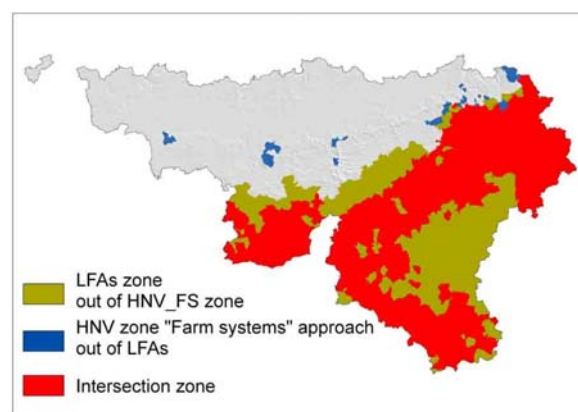 LFAs zone
out of HNV_FS zone
HNV zone "Farm systems" approach
out of LFAs
Intersection zone